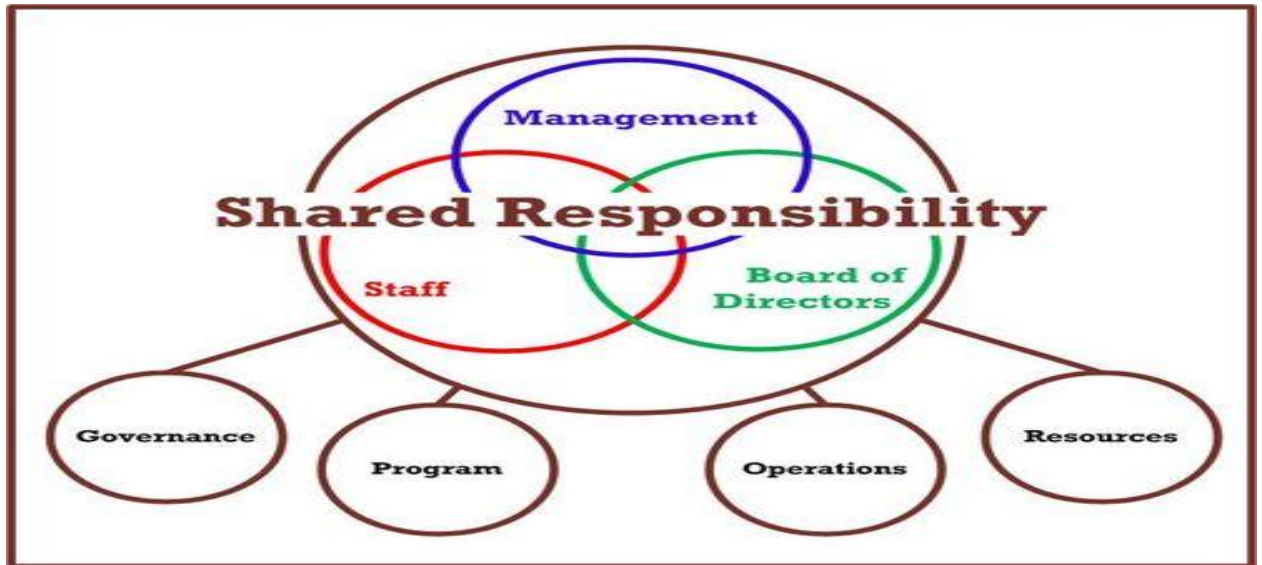 Management
Shared Responsibility
Staff
Board of
Directors
Governance
Program
Operations
Resources